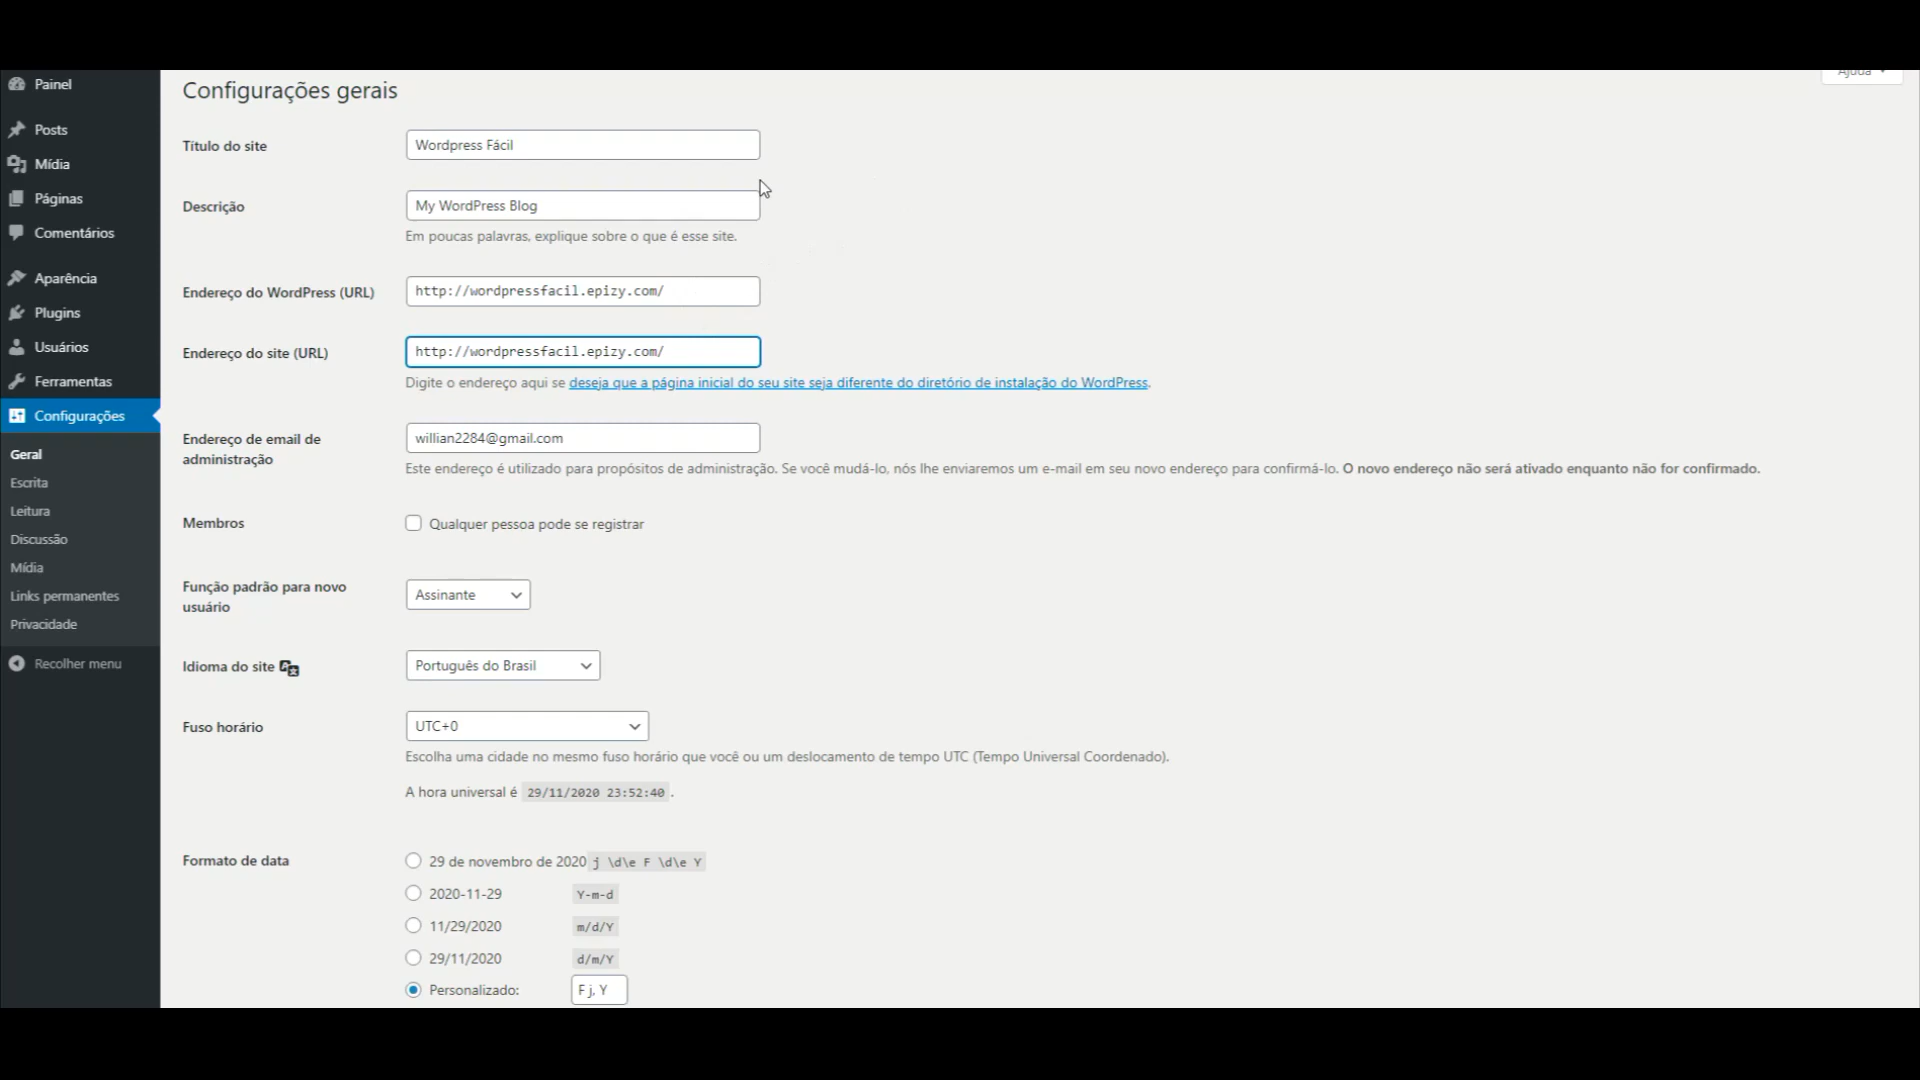 Painel
Posts
Mídia
Páginas
Comentários
Aparência
Plugins
Usuários
Ferramentas
Configurações
Geral
Escrita
Leitura
Discussão
Mídia
Links permanentes
Privacidade
Recolher menu
Ajuda
Configurações gerais
Título do site
Wordpress Fácil
Descrição
My WordPress Blog
Em poucas palavras, explique sobre o que é esse site.
Endereço do WordPress (URL)
http://wordpressfacil.epizy.com/
Endereço do site (URL)
http://wordpressfacil.epizy.com/
Digite o endereço aqui se deseja que a página inicial do seu site seja diferente do diretório de instalação do WordPress.
Endereço de email de
administração
willian2284@gmail.com
Este endereço é utilizado para propósitos de administração. Se você mudá-lo, nós lhe enviaremos um e-mail em seu novo endereço para confirmá-lo. O novo endereço não será ativado enquanto não for confirmado.
Membros
Qualquer pessoa pode se registrar
Função padrão para novo
usuário
Assinante
Idioma do site
Português do Brasil
Fuso horário
UTC+0
Escolha uma cidade no mesmo fuso horário que você ou um deslocamento de tempo UTC (Tempo Universal Coordenado).
A hora universal é 29/11/2020 23:52:40 .
Formato de data
29 de novembro de 2020 j \d\e F \d\e Y
2020-11-29 Y-m-d
11/29/2020 m/d/Y
29/11/2020 d/m/Y
Personalizado: F j, Y